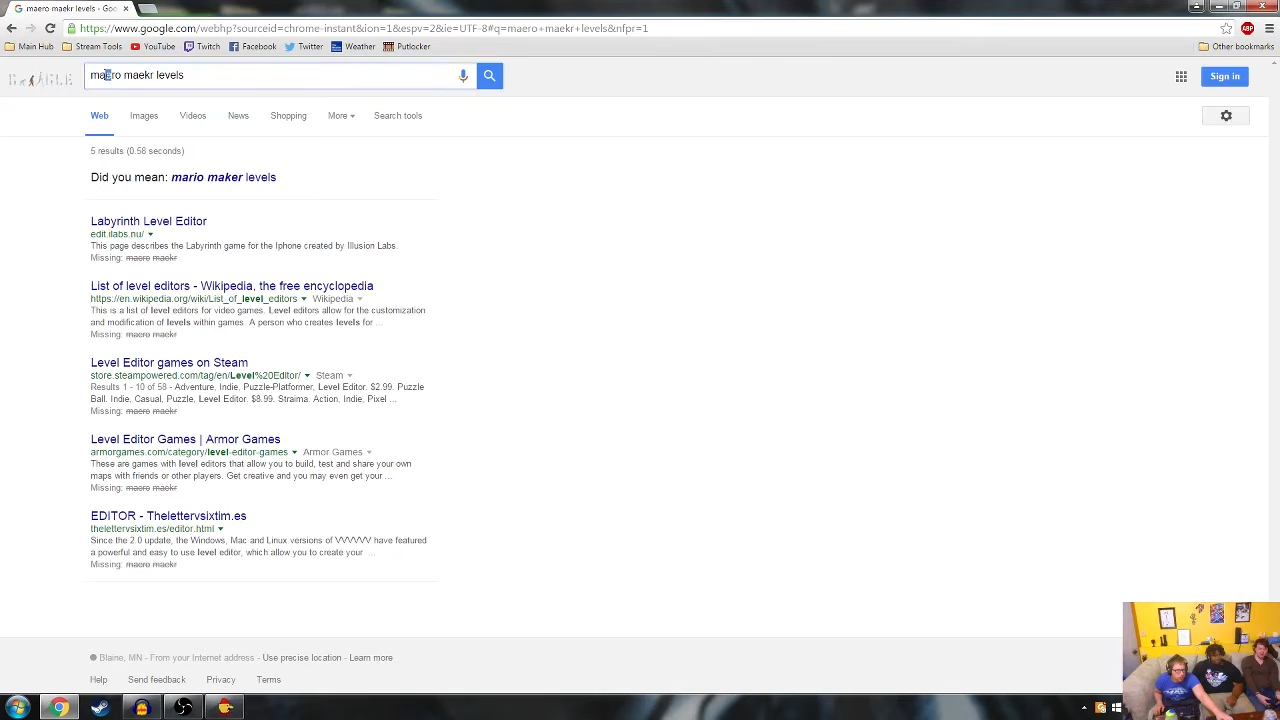 maero maekr levels - Goo
https://www.google.com/webhp?sourceid=chrome-instant&ion=1&espv=2&ie=UTF-8#q=maero+maekr+levels&nfpr=1
Main Hub Stream Tools YouTube Twitch Facebook Twitter Weather Putlocker Other bookmarks
maero maekr levels
Sign in
Web Images Videos News Shopping More Search tools
5 results (0.58 seconds)
Did you mean: mario maker levels
Labyrinth Level Editor
edit.ilabs.nu/
This page describes the Labyrinth game for the Iphone created by Illusion Labs.
Missing: maero maekr
List of level editors - Wikipedia, the free encyclopedia
https://en.wikipedia.org/wiki/List_of_level_editors Wikipedia
This is a list of level editors for video games. Level editors allow for the customization
and modification of levels within games. A person who creates levels for ...
Missing: maero maekr
Level Editor games on Steam
store.steampowered.com/tag/en/Level%20Editor/ Steam
Results 1 - 10 of 58 - Adventure, Indie, Puzzle-Platformer, Level Editor. $2.99. Puzzle
Ball. Indie, Casual, Puzzle, Level Editor. $8.99. Straima. Action, Indie, Pixel ...
Missing: maero maekr
Level Editor Games | Armor Games
armorgames.com/category/level-editor-games Armor Games
These are games with level editors that allow you to build, test and share your own
maps with friends or other players. Get creative and you may even get your ...
Missing: maero maekr
EDITOR - Thelettervsixtim.es
thelettervsixtim.es/editor.html
Since the 2.0 update, the Windows, Mac and Linux versions of VVVVVV have featured
a powerful and easy to use level editor, which allow you to create your ...
Missing: maero maekr
Blaine, MN - From your Internet address - Use precise location - Learn more
Help Send feedback Privacy Terms